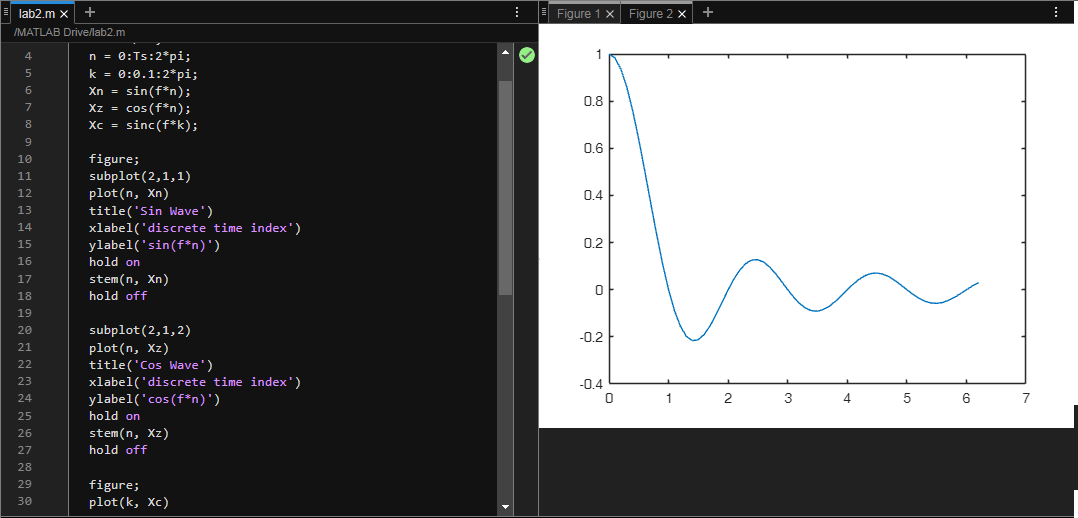 lab2.m × +
/MATLAB Drive/lab2.m
4 n = 0:Ts:2*pi;
5 k = 0:0.1:2*pi;
6 Xn = sin(f*n);
7 Xz = cos(f*n);
8 Xc = sinc(f*k);
9
10 figure;
11 subplot(2,1,1)
12 plot(n, Xn)
13 title('Sin Wave')
14 xlabel('discrete time index')
15 ylabel('sin(f*n)')
16 hold on
17 stem(n, Xn)
18 hold off
19
20 subplot(2,1,2)
21 plot(n, Xz)
22 title('Cos Wave')
23 xlabel('discrete time index')
24 ylabel('cos(f*n)')
25 hold on
26 stem(n, Xz)
27 hold off
28
29 figure;
30 plot(k, Xc)
Figure 1 × Figure 2 × +
1
0.8
0.6
0.4
0.2
0
-0.2
-0.4
0 1 2 3 4 5 6 7